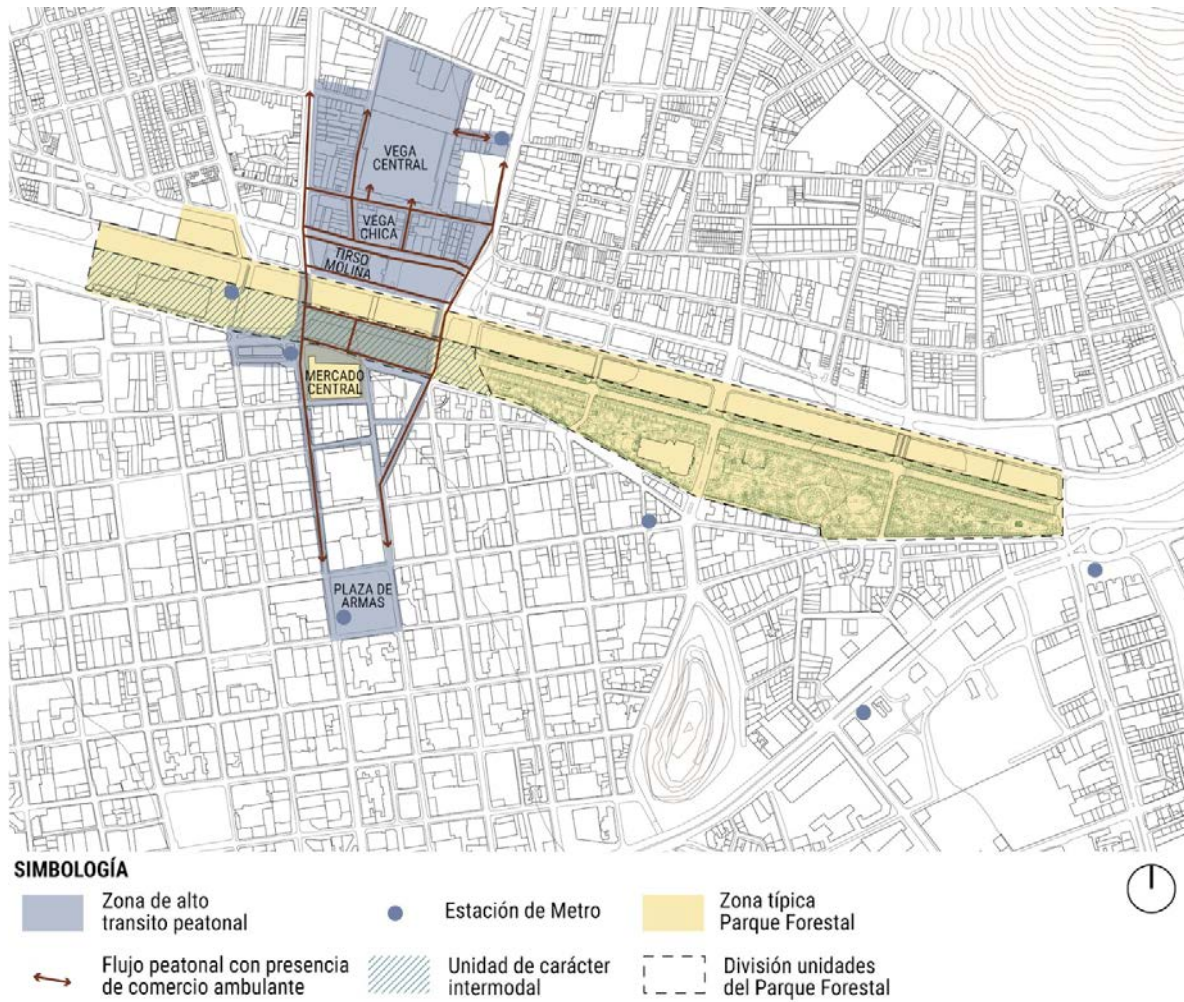 VEGA
CENTRAL
VEGA
CHICA
TIRSO
MOLINA
MERCADO
CENTRAL
PLAZA DE
ARMAS
SIMBOLOGÍA
Zona de alto
transito peatonal
Estación de Metro
Zona típica
Parque Forestal
Flujo peatonal con presencia
de comercio ambulante
Unidad de carácter
intermodal
División unidades
del Parque Forestal